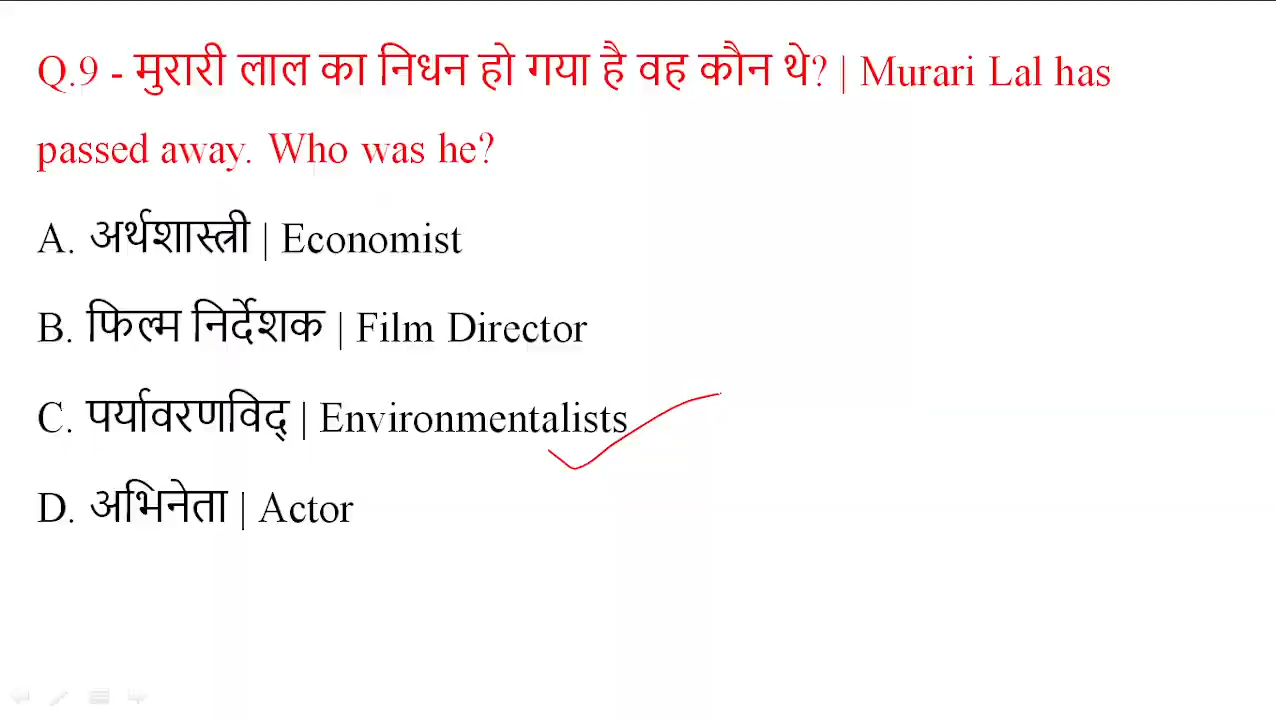 Q.9 - मुरारी लाल का निधन हो गया है वह कौन थे? | Murari Lal has
passed away. Who was he?
A. अर्थशास्त्री | Economist
B. फिल्म निर्देशक | Film Director
C. पर्यावरणविद् | Environmentalists
D. अभिनेता | Actor